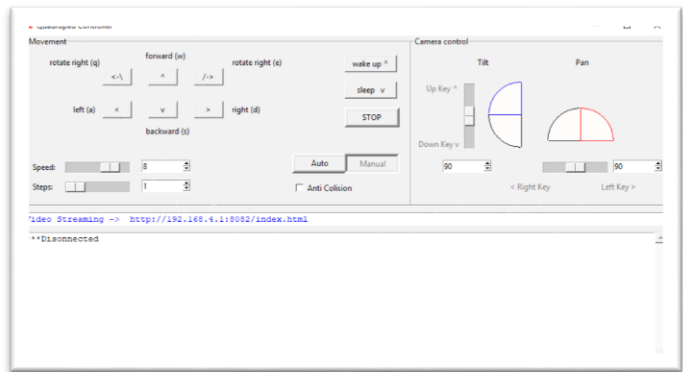 Quadruped Controller
Movement
Camera control
rotate right (q)
forward (w)
rotate right (e)
<-\
^
/->
left (a)
<
v
>
right (d)
backward (s)
wake up ^
sleep v
STOP
Tilt
Pan
Up Key ^
Down Key v
90
90
< Right Key
Left Key >
Speed:
8
Steps:
1
Auto
Manual
Anti Colision
Video Streaming -> http://192.168.4.1:8082/index.html
**Disonnected